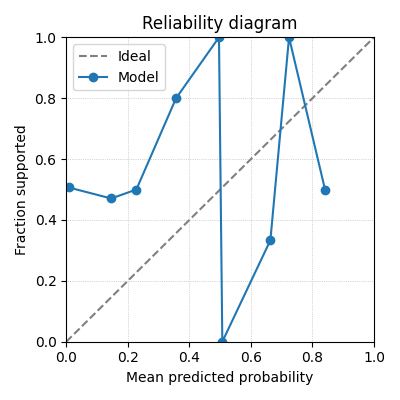 Reliability diagram
Ideal
Model
Fraction supported
1.0
0.8
0.6
0.4
0.2
0.0
0.0 0.2 0.4 0.6 0.8 1.0
Mean predicted probability